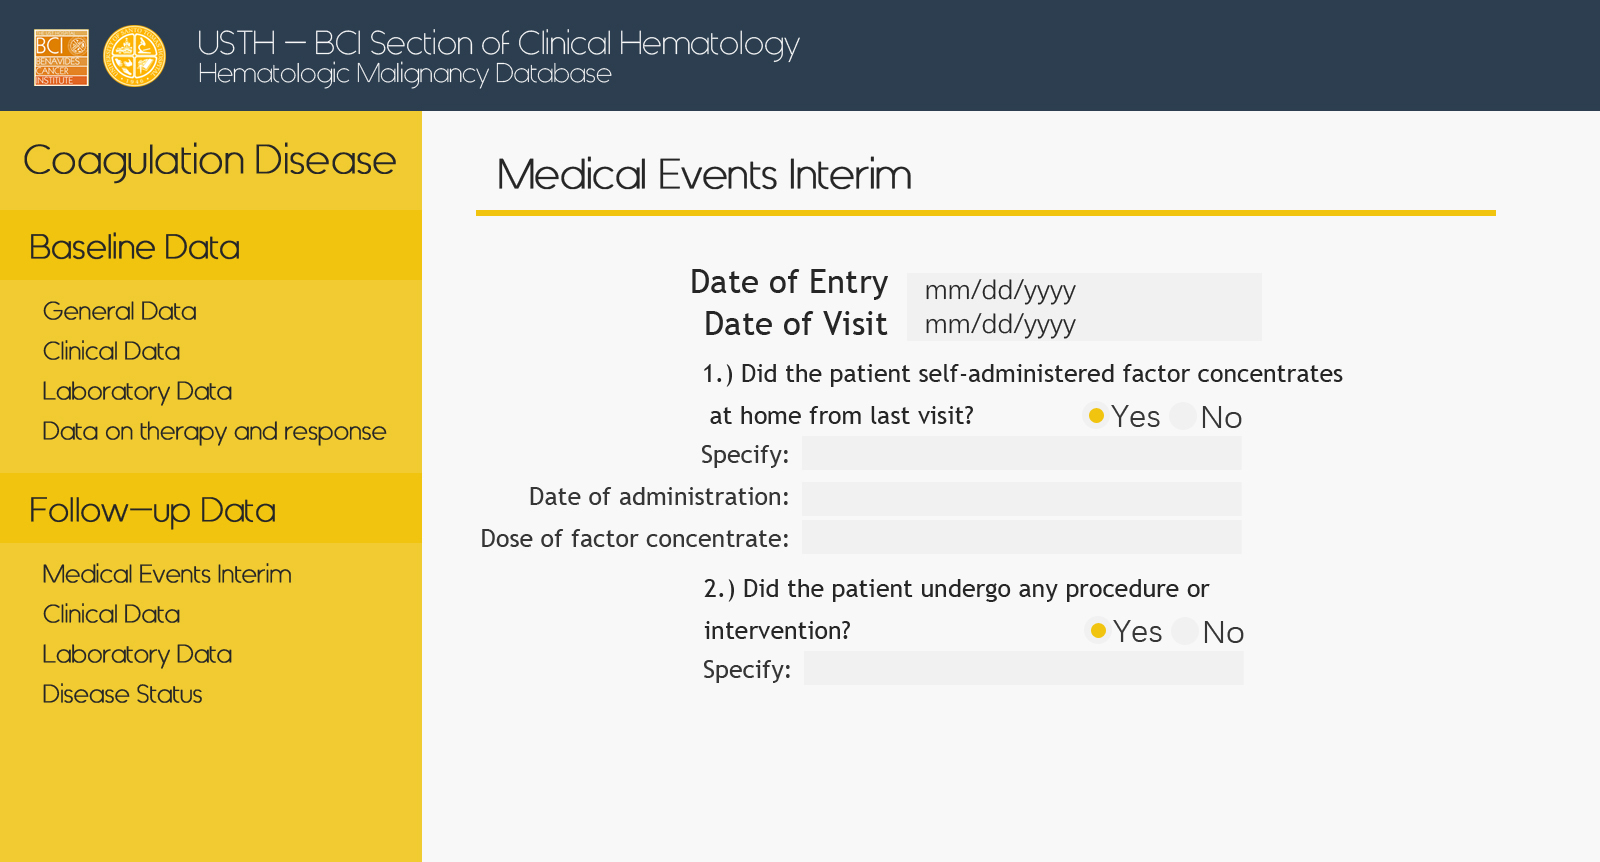 BCI
BENAVIDES
CANCER
INSTITUTE
USTH – BCI Section of Clinical Hematology
Hematologic Malignancy Database
Coagulation Disease
Baseline Data
General Data
Clinical Data
Laboratory Data
Data on therapy and response
Follow-up Data
Medical Events Interim
Clinical Data
Laboratory Data
Disease Status
Medical Events Interim
Date of Entry mm/dd/yyyy
Date of Visit mm/dd/yyyy
1.) Did the patient self-administered factor concentrates
at home from last visit? Yes No
Specify:
Date of administration:
Dose of factor concentrate:
2.) Did the patient undergo any procedure or
intervention? Yes No
Specify: